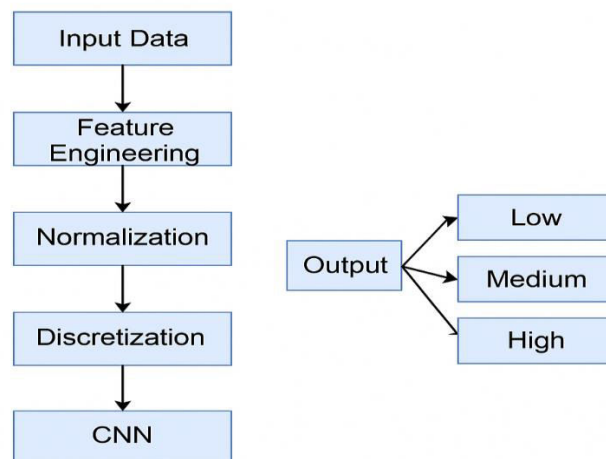 Input Data
Feature
Engineering
Normalization
Discretization
CNN
Output
Low
Medium
High